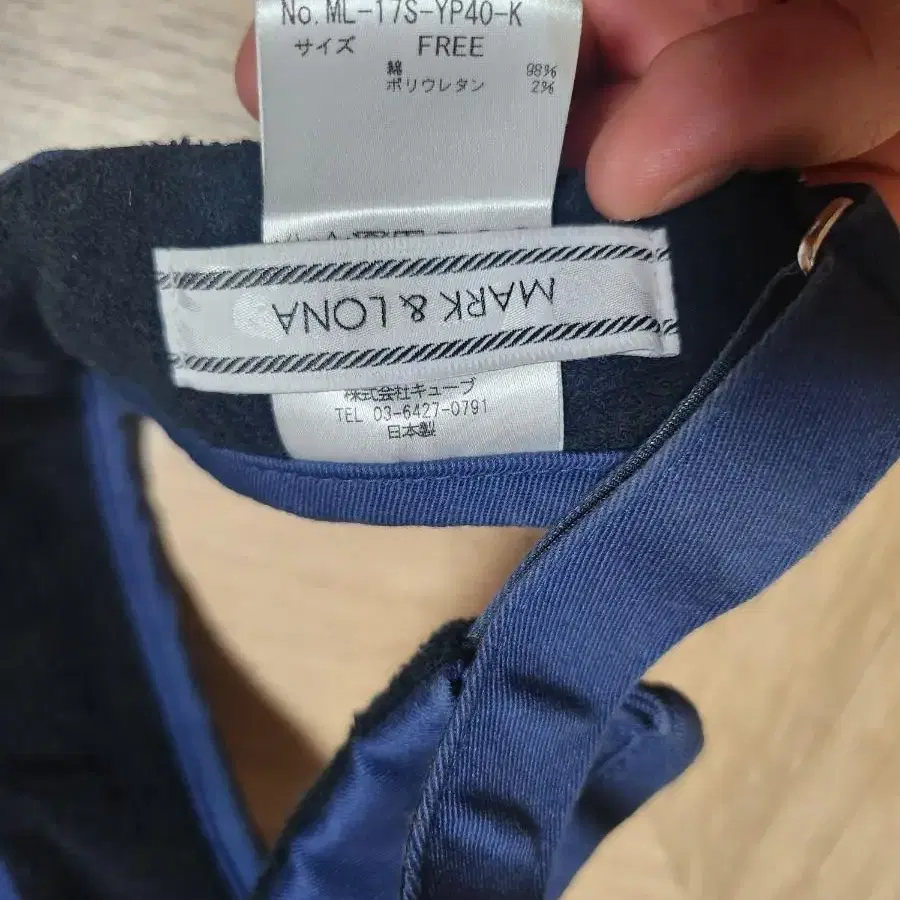 No. ML-17S-YP40-K
サイズ FREE
綿 98%
ポリウレタン 2%
MARK & LONA
株式会社キューブ
TEL 03-6427-0791
日本製